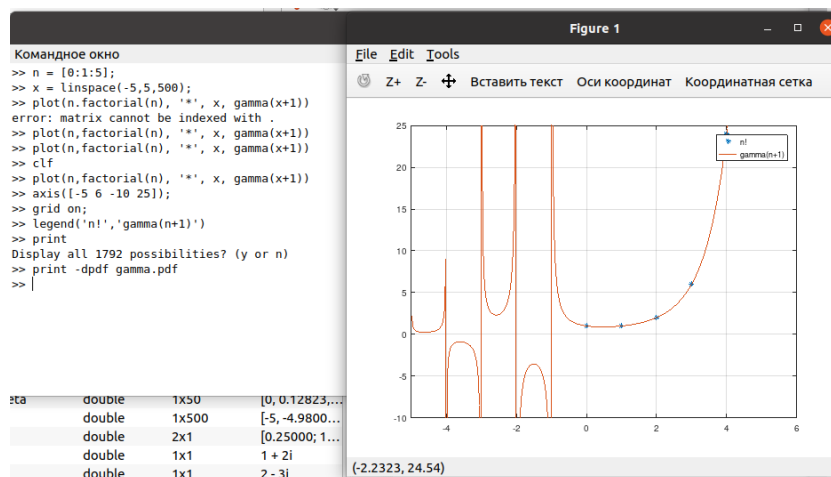 Figure 1
Командное окно
>> n = [0:1:5];
>> x = linspace(-5,5,500);
>> plot(n.factorial(n), '*', x, gamma(x+1))
error: matrix cannot be indexed with .
>> plot(n,factorial(n), '*', x, gamma(x+1))
>> plot(n,factorial(n), '*', x, gamma(x+1))
>> clf
>> plot(n,factorial(n), '*', x, gamma(x+1))
>> axis([-5 6 -10 25]);
>> grid on;
>> legend('n!','gamma(n+1)')
>> print
Display all 1792 possibilities? (y or n)
>> print -dpdf gamma.pdf
>>
File Edit Tools
Z+ Z- Вставить текст Оси координат Координатная сетка
25
20
15
10
5
0
-5
-10
-4 -2 0 2 4 6
n!
gamma(n+1)
(-2.2323, 24.54)
eta double 1x50 [0, 0.12823,...
double 1x500 [-5, -4.9800...
double 2x1 [0.25000; 1...
double 1x1 1 + 2i
double 1x1 2 - 3i